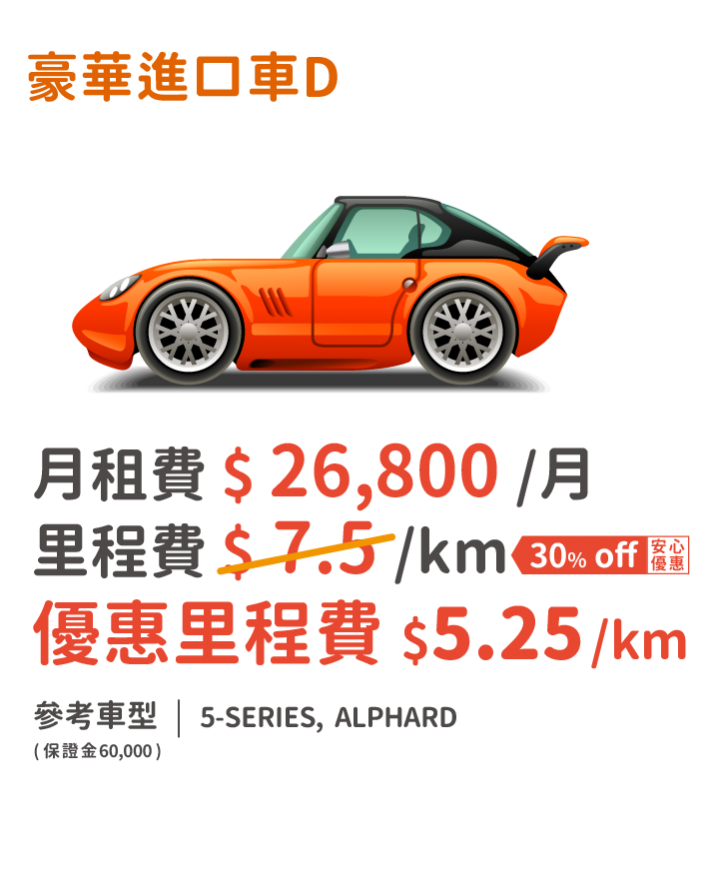 豪華進口車D
月租費 $ 26,800 /月
里程費 $ 7.5 /km 30% off 安心優惠
優惠里程費 $5.25/km
參考車型 | 5-SERIES, ALPHARD
(保證金60,000)